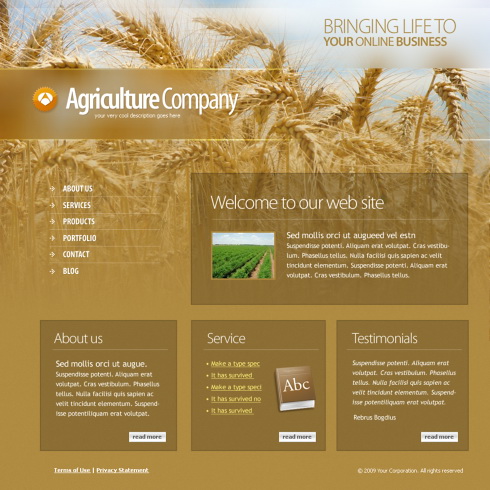 BRINGING LIFE TO
YOUR ONLINE BUSINESS
Agriculture Company
your very cool description goes here
ABOUT US
SERVICES
PRODUCTS
PORTFOLIO
CONTACT
BLOG
Welcome to our web site
Sed mollis orci ut augueed vel estn
Suspendisse potenti. Aliquam erat volutpat. Cras vestibu-
lum. Phasellus tellus. Nulla facilisi quis sapien ac velit
tincidunt elementum. Suspendisse potenti. Aliquam erat
volutpat. Cras vestibulum. Phasellus tellus.
About us
Sed mollis orci ut augue.
Suspendisse potenti. Aliquam erat
volutpat. Cras vestibulum. Phasellus
tellus. Nulla facilisi quis sapien ac
velit tincidunt elementum. Suspend-
isse potentiliquam erat volutpat.
read more
Service
Make a type spec
It has survived
Make a type speci
It has survived no
It has survived
Abc
read more
Testimonials
Suspendisse potenti. Aliquam erat
volutpat. Cras vestibulum. Phasellus
tellus. Nulla facilisi quis sapien ac
velit tincidunt elementum. Suspend-
isse potentiliquam erat volutpat.
Rebrus Bogdius
read more
Terms of Use | Privacy Statement
© 2009 Your Corporation. All rights reserved